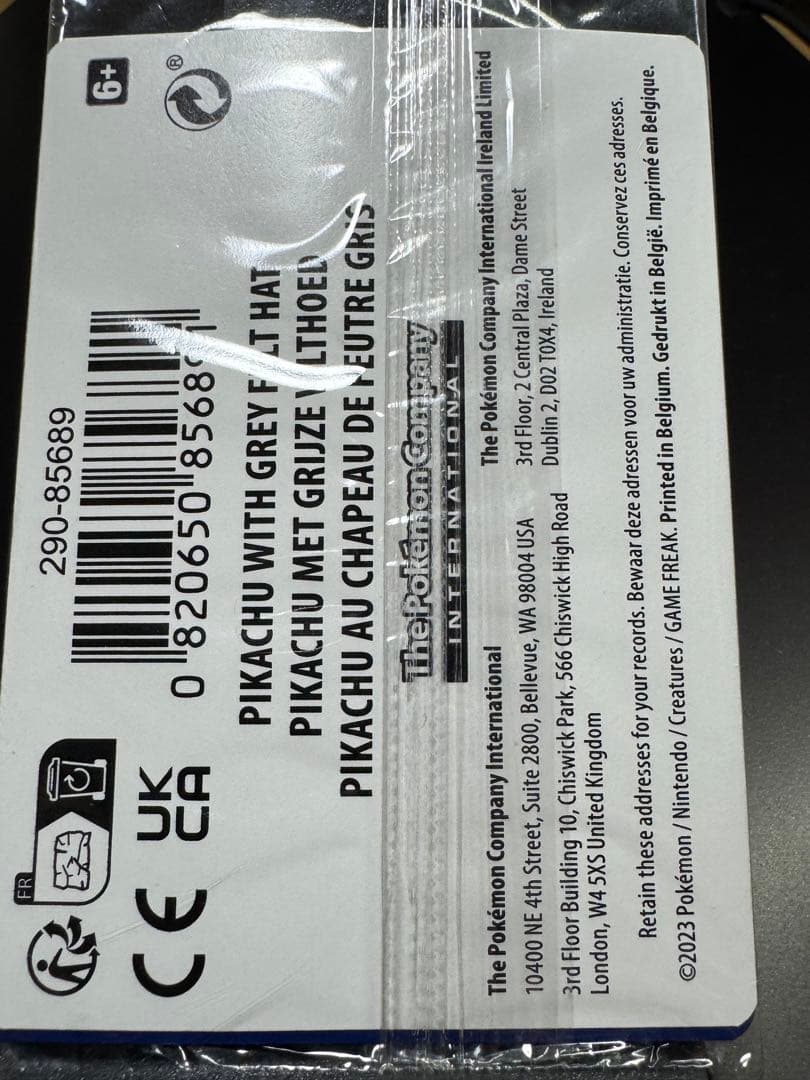 6+
®
290-85689
FR
UK
CA
CE
PIKACHU WITH GREY FELT HAT
PIKACHU MET GRIJZE VILTHOED
PIKACHU AU CHAPEAU DE FEUTRE GRIS
The Pokémon Company
INTERNATIONAL
The Pokémon Company International
10400 NE 4th Street, Suite 2800, Bellevue, WA 98004 USA
3rd Floor Building 10, Chiswick Park, 566 Chiswick High Road
London, W4 5XS United Kingdom
The Pokémon Company International Ireland Limited
3rd Floor, 2 Central Plaza, Dame Street
Dublin 2, D02 T0X4, Ireland
Retain these addresses for your records. Bewaar deze adressen voor uw administratie. Conservez ces adresses.
©2023 Pokémon / Nintendo / Creatures / GAME FREAK. Printed in Belgium. Gedrukt in België. Imprimé en Belgique.